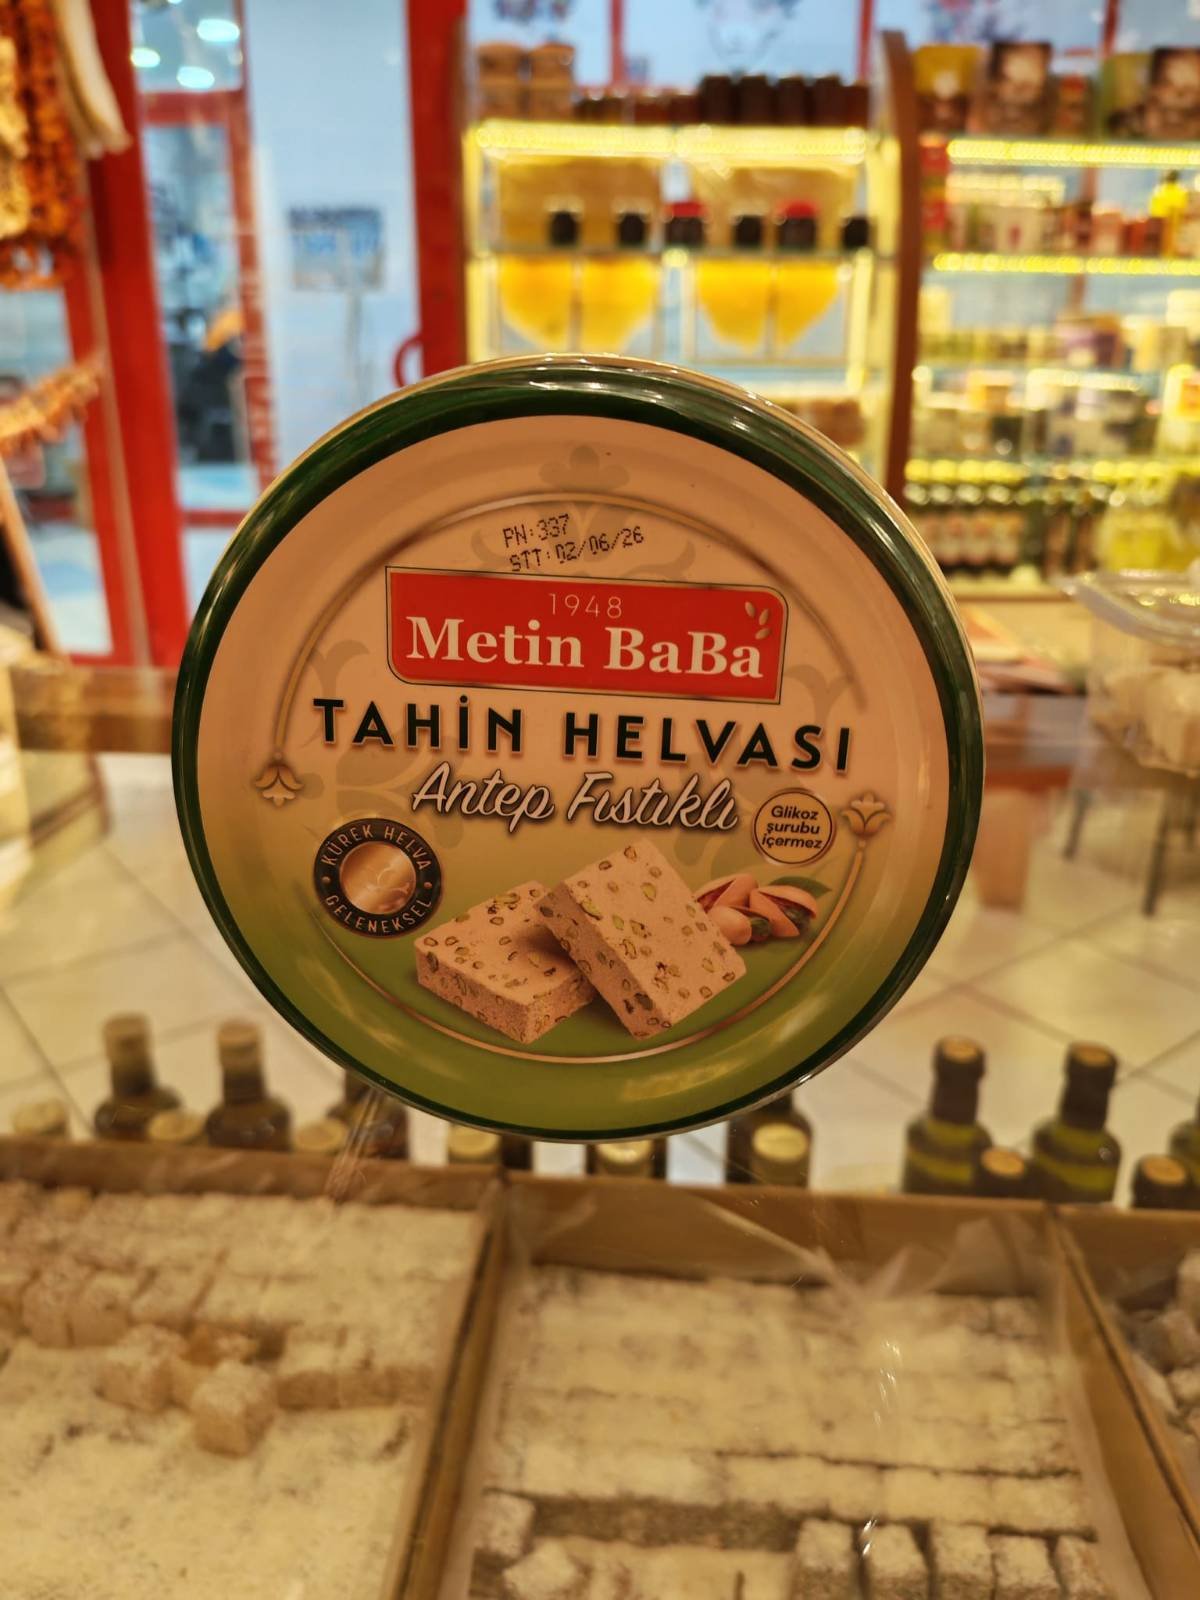 PN:337
STT:02/06/26
1948
Metin BaBa
TAHİN HELVASI
Antep Fıstıklı
Glikoz
şurubu
içermez
KÜREK HELVA
GELENEKSEL